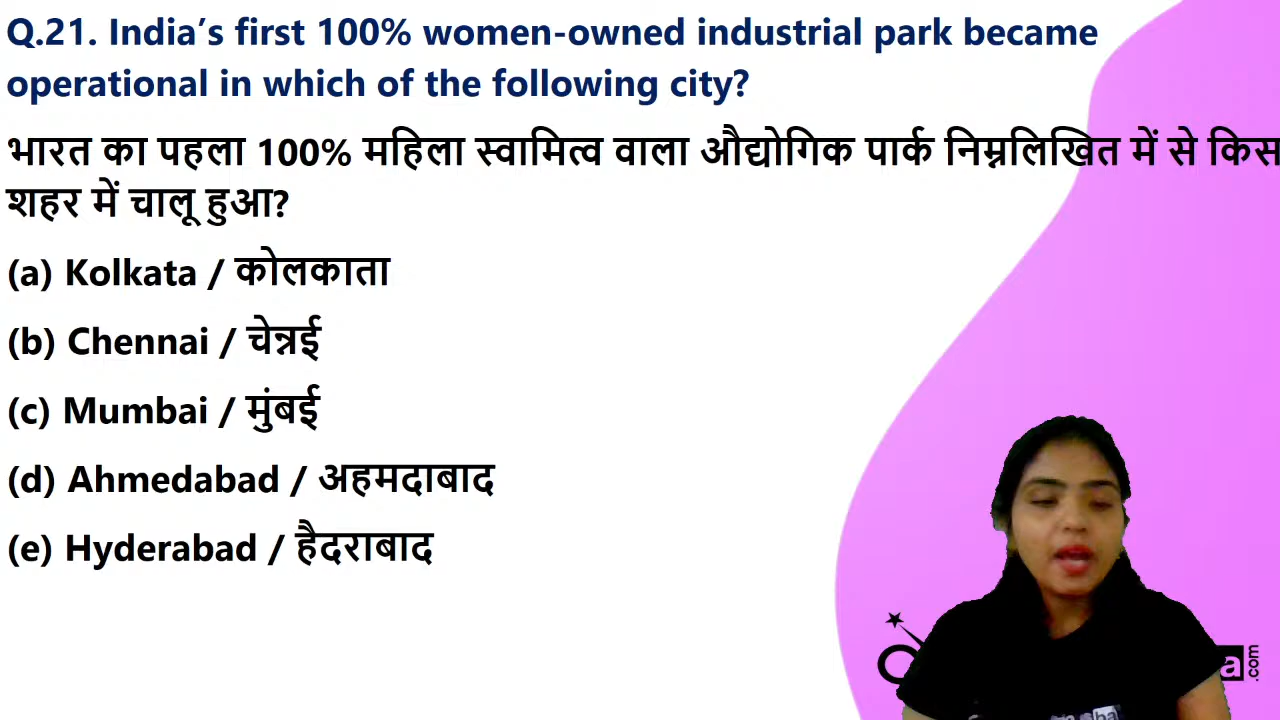 Q.21. India’s first 100% women-owned industrial park became
operational in which of the following city?
भारत का पहला 100% महिला स्वामित्व वाला औद्योगिक पार्क निम्नलिखित में से किस
शहर में चालू हुआ?
(a) Kolkata / कोलकाता
(b) Chennai / चेन्नई
(c) Mumbai / मुंबई
(d) Ahmedabad / अहमदाबाद
(e) Hyderabad / हैदराबाद
a .com